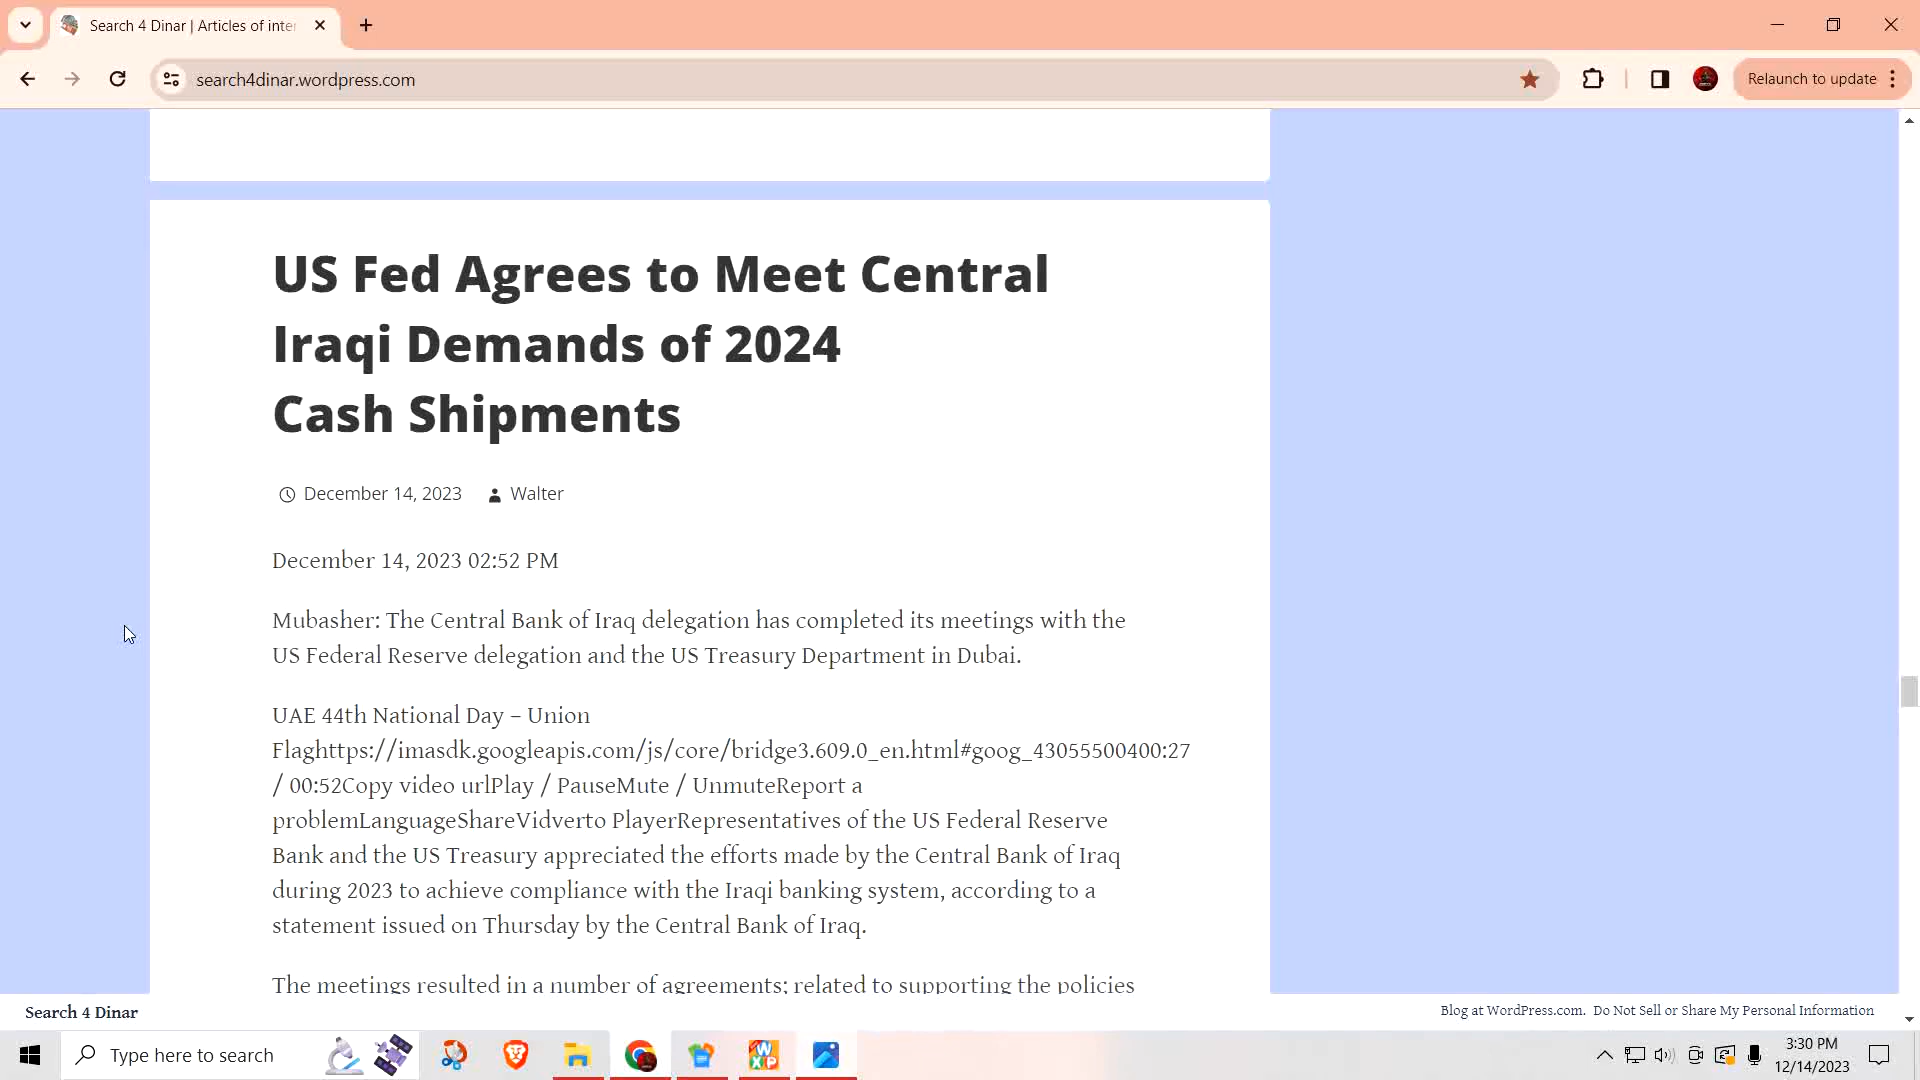 Search 4 Dinar | Articles of inter
search4dinar.wordpress.com
Relaunch to update
US Fed Agrees to Meet Central
Iraqi Demands of 2024
Cash Shipments
December 14, 2023 Walter
December 14, 2023 02:52 PM
Mubasher: The Central Bank of Iraq delegation has completed its meetings with the
US Federal Reserve delegation and the US Treasury Department in Dubai.
UAE 44th National Day – Union
Flaghttps://imasdk.googleapis.com/js/core/bridge3.609.0_en.html#goog_43055500400:27
/ 00:52Copy video urlPlay / PauseMute / UnmuteReport a
problemLanguageShareVidverto PlayerRepresentatives of the US Federal Reserve
Bank and the US Treasury appreciated the efforts made by the Central Bank of Iraq
during 2023 to achieve compliance with the Iraqi banking system, according to a
statement issued on Thursday by the Central Bank of Iraq.
The meetings resulted in a number of agreements; related to supporting the policies
Search 4 Dinar
Blog at WordPress.com. Do Not Sell or Share My Personal Information
Type here to search
WXP
3:30 PM
12/14/2023